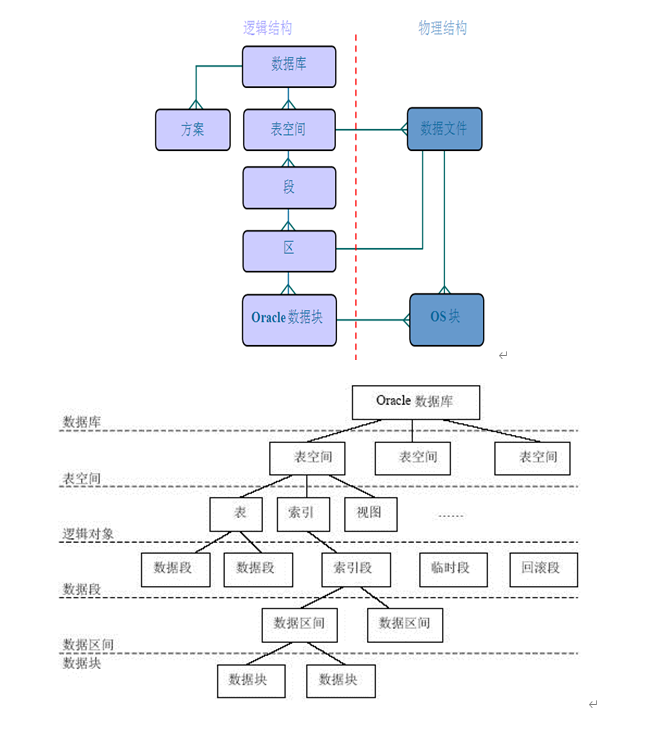 逻辑结构 物理结构
数据库
方案 表空间 数据文件
段
区
Oracle 数据块 OS 块
↵
Oracle 数据库
数据库
表空间 表空间 表空间
表空间
表 索引 视图 ……
逻辑对象
数据段 数据段 索引段 临时段 回滚段
数据段
数据区间 数据区间
数据区间
数据块
数据块 数据块
↵